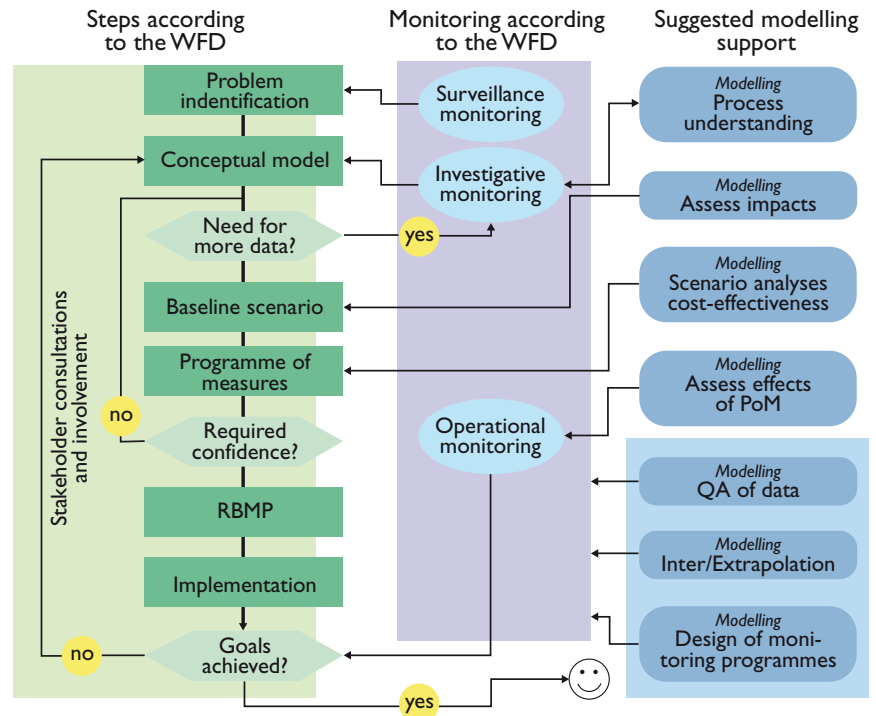 Steps according
to the WFD
Monitoring according
to the WFD
Suggested modelling
support
Problem
indentification
Conceptual model
Need for
more data?
yes
Baseline scenario
Programme of
measures
no
Required
confidence?
RBMP
Implementation
Goals
achieved?
no
yes
Stakeholder consultations
and involvement
Surveillance
monitoring
Investigative
monitoring
Operational
monitoring
Modelling
Process
understanding
Modelling
Assess impacts
Modelling
Scenario analyses
cost-effectiveness
Modelling
Assess effects
of PoM
Modelling
QA of data
Modelling
Inter/Extrapolation
Modelling
Design of moni-
toring programmes